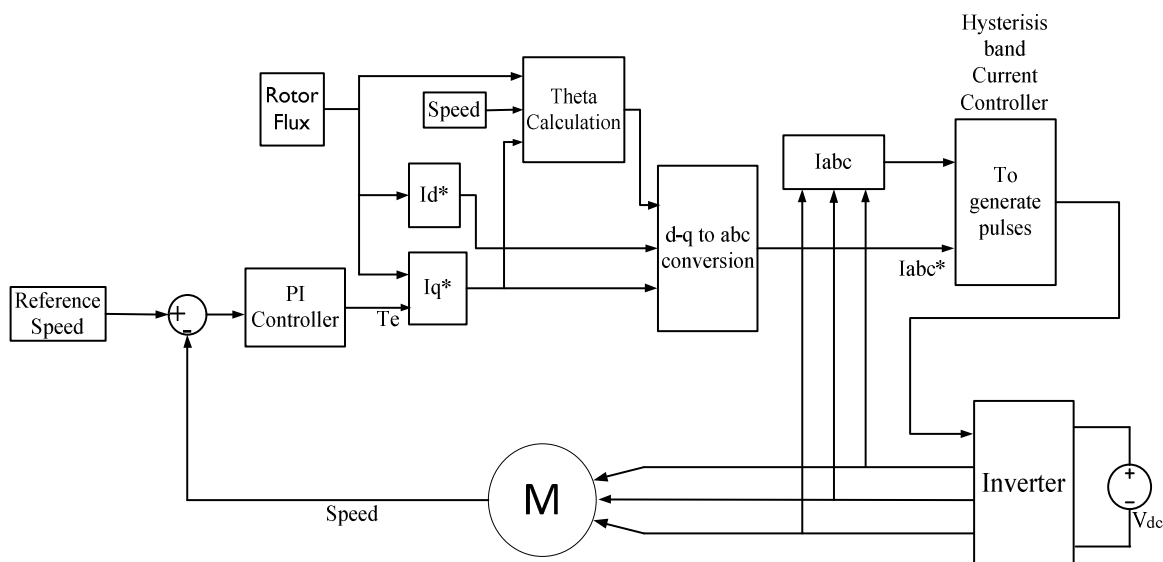 Hysterisis
band
Current
Controller
Rotor
Flux
Speed
Theta
Calculation
Iabc
To
generate
pulses
Id*
d-q to abc
conversion
Iabc*
Iq*
PI
Controller
Te
Reference
Speed
+
-
M
Speed
Inverter
+
−
Vdc